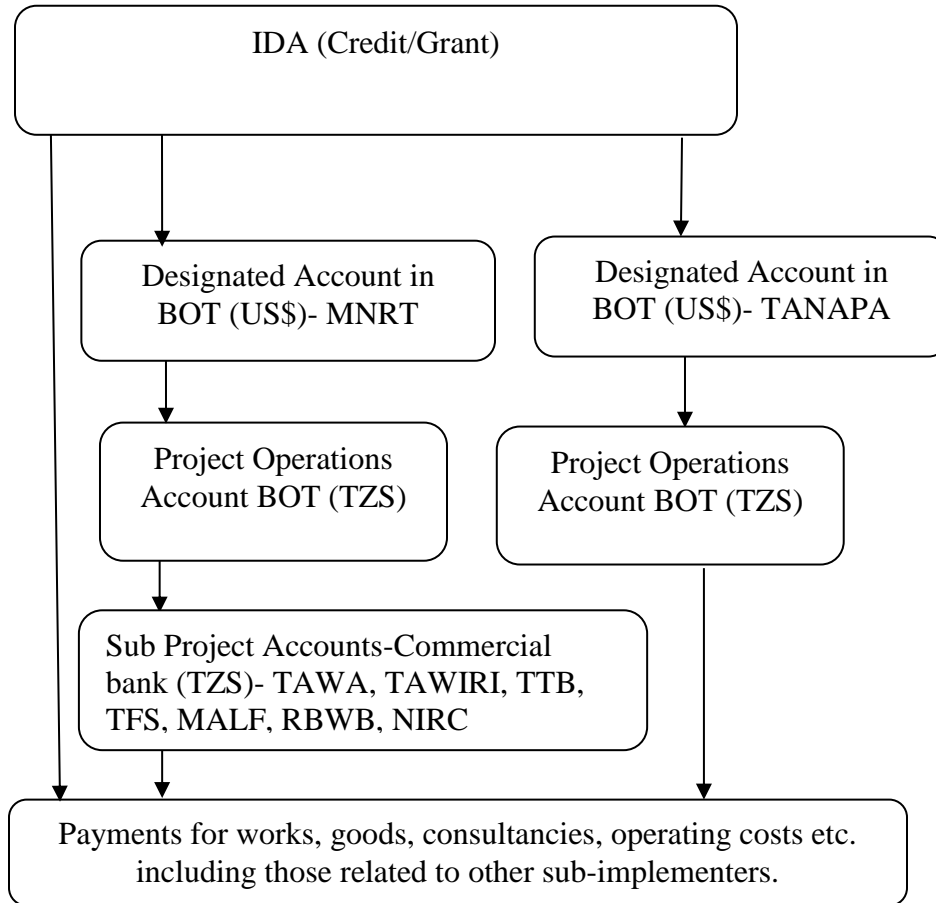 IDA (Credit/Grant)
Designated Account in
BOT (US$)- MNRT
Designated Account in
BOT (US$)- TANAPA
Project Operations
Account BOT (TZS)
Project Operations
Account BOT (TZS)
Sub Project Accounts-Commercial
bank (TZS)- TAWA, TAWIRI, TTB,
TFS, MALF, RBWB, NIRC
Payments for works, goods, consultancies, operating costs etc.
including those related to other sub-implementers.